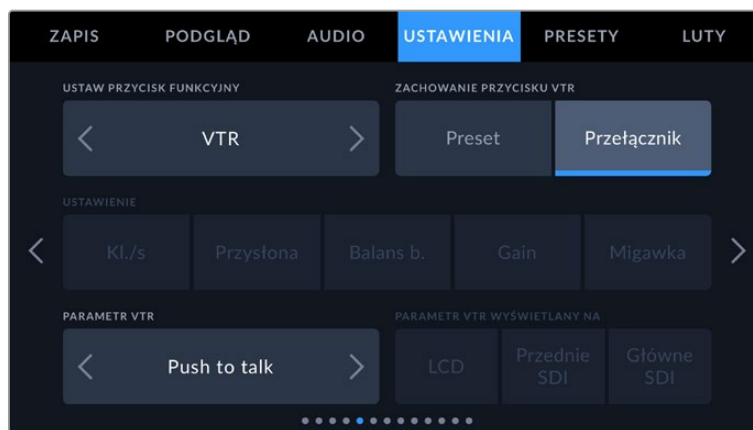 ZAPIS PODGLĄD AUDIO USTAWIENIA PRESETY LUTY
USTAW PRZYCISK FUNKCYJNY ZACHOWANIE PRZYCISKU VTR
VTR Preset Przełącznik
USTAWIENIE
Kl./s Przysłona Balans b. Gain Migawka
PARAMETR VTR PARAMETR VTR WYŚWIETLANY NA
Push to talk LCD Przednie SDI Główne SDI